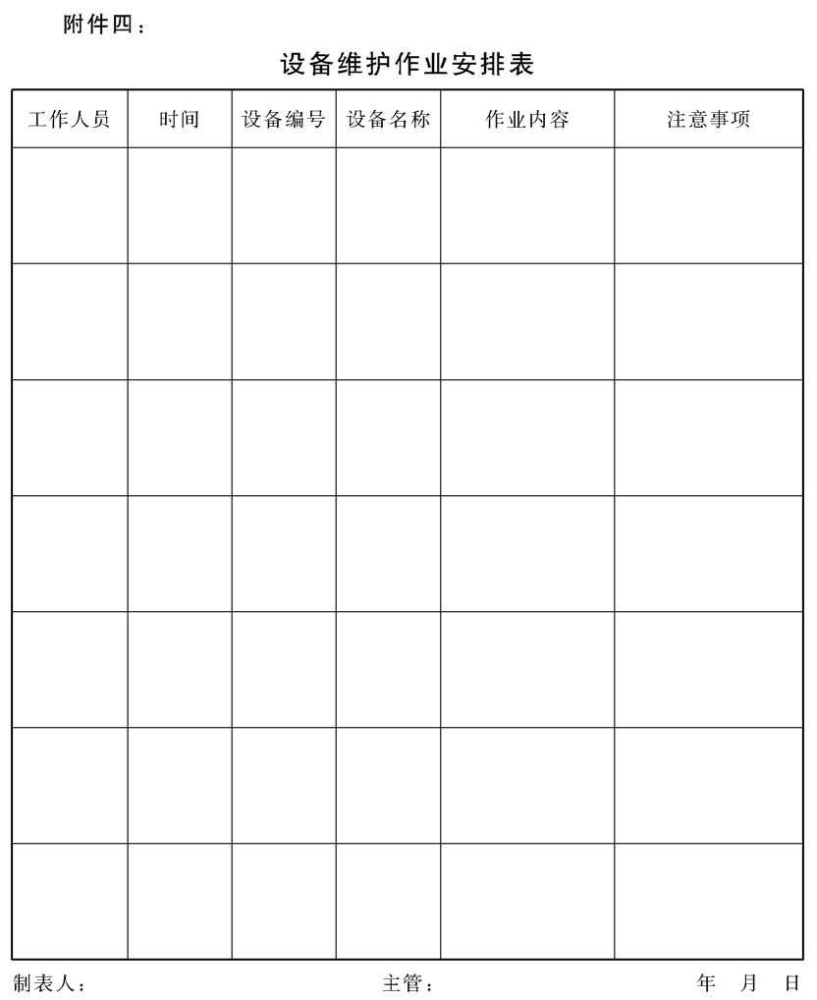 附件四：
设备维护作业安排表
工作人员 时间 设备编号 设备名称 作业内容 注意事项
制表人： 主管： 年 月 日